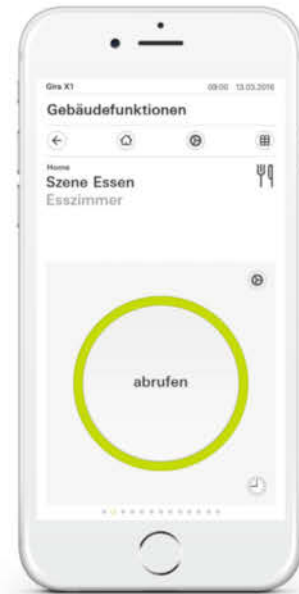 Gira X1 09:00 13.03.2016
Gebäudefunktionen
Home
Szene Essen
Esszimmer
abrufen